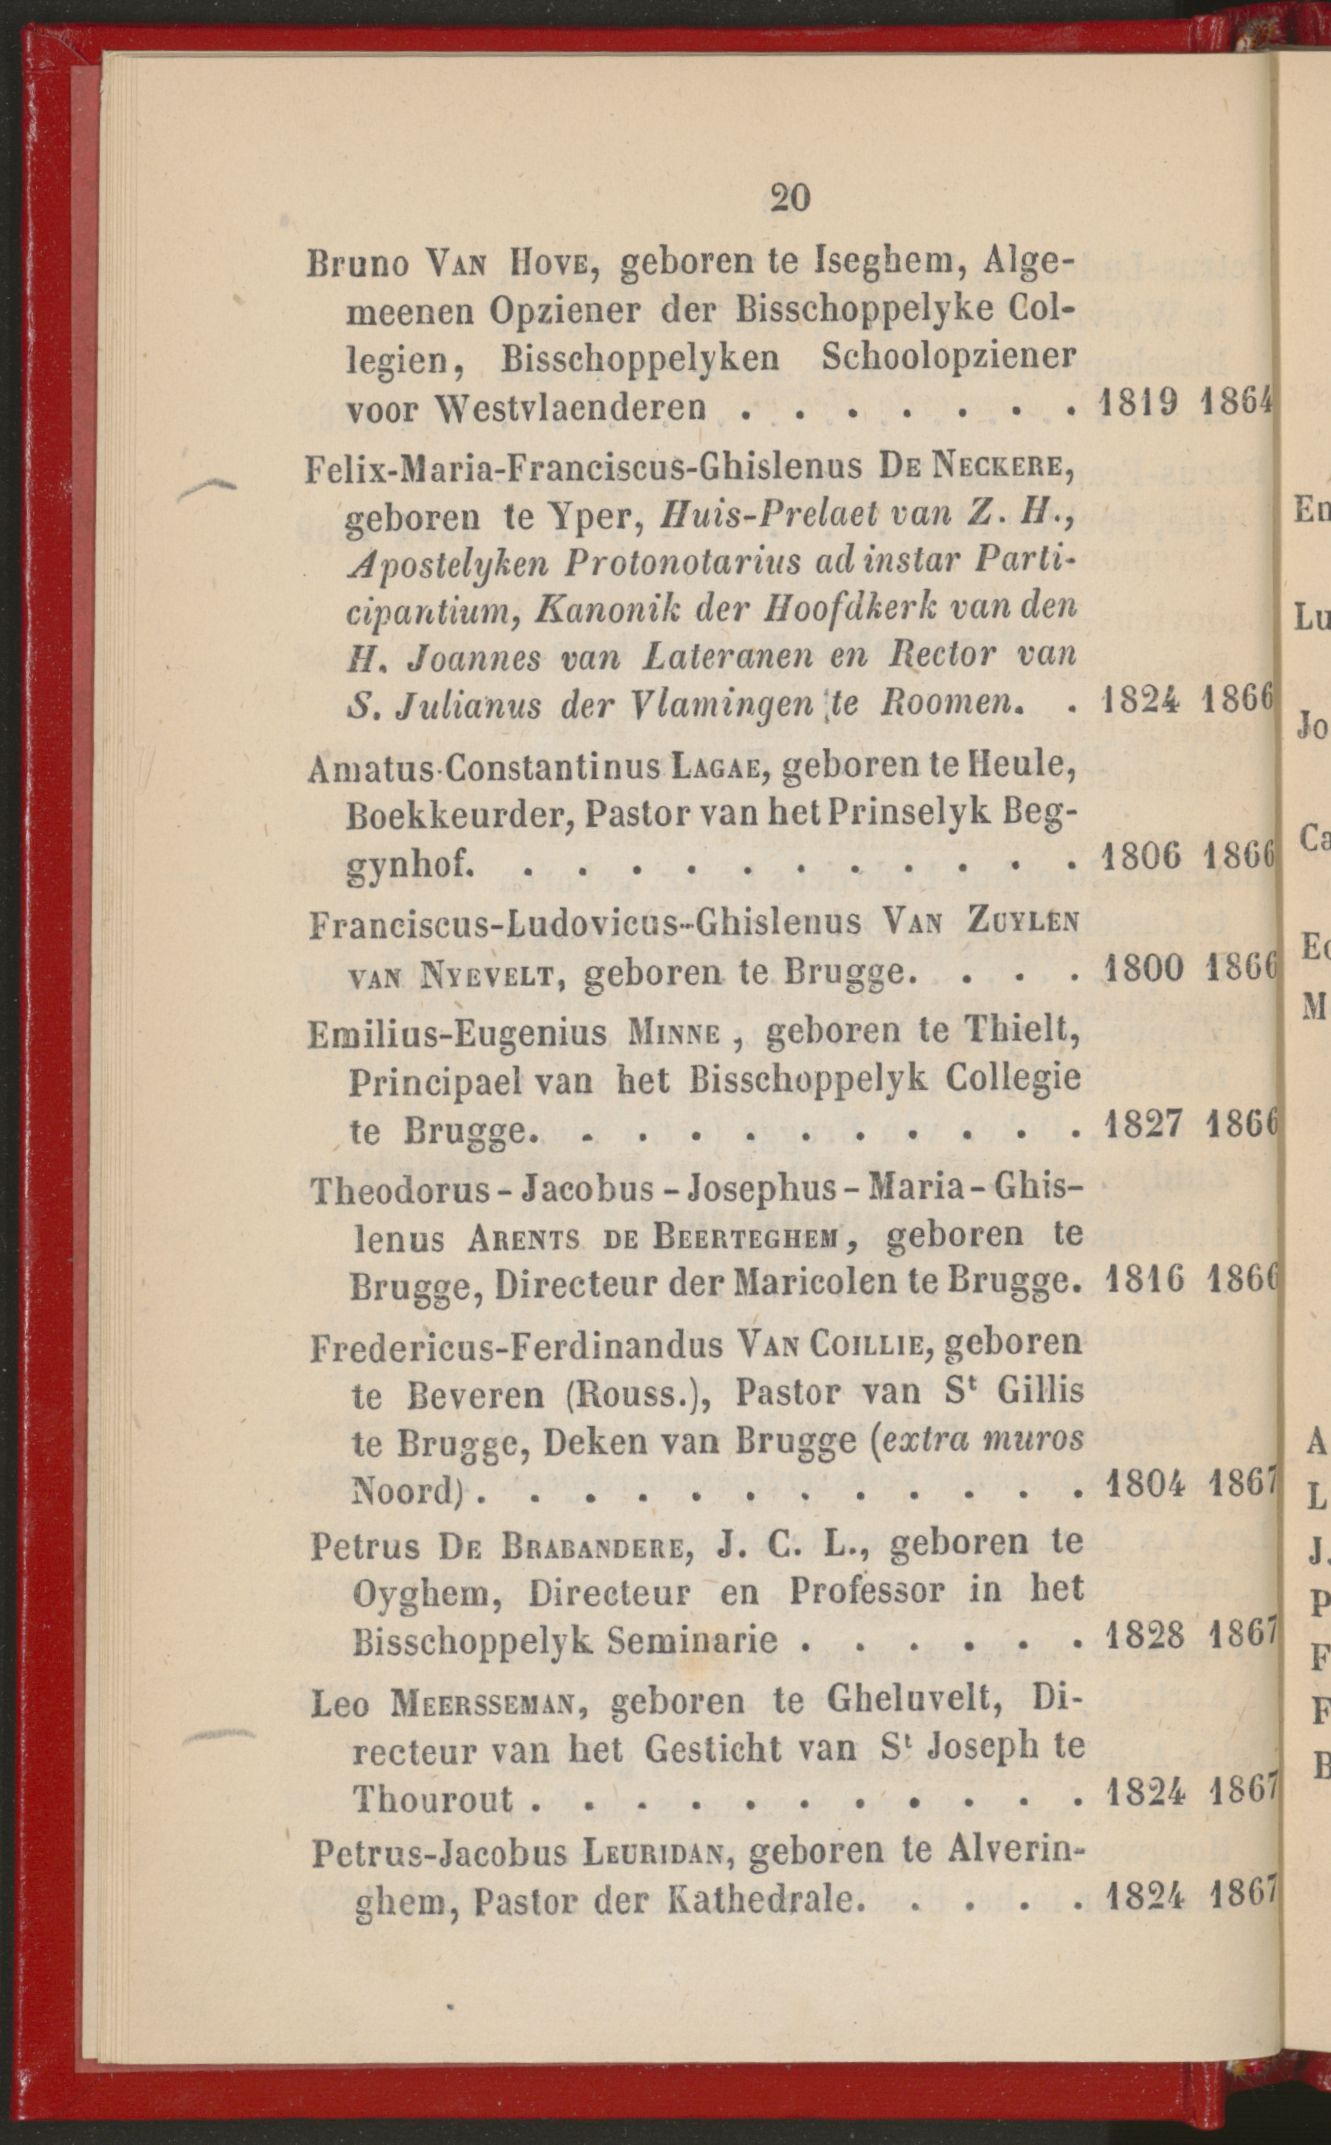 20
Bruno Van Hove, geboren te Iseghem, Alge-
meenen Opziener der Bisschoppelyke Col-
legien, Bisschoppelyken Schoolopziener
voor Westvlaenderen . . . . . . . 1819 1864
Felix-Maria-Franciscus-Ghislenus De Neckere,
geboren te Yper, Huis-Prelaet van Z. H.,
Apostelyken Protonotarius ad instar Parti-
cipantium, Kanonik der Hoofdkerk van den
H. Joannes van Lateranen en Rector van
S. Julianus der Vlamingen te Roomen. . 1824 1866
Amatus-Constantinus Lagae, geboren te Heule,
Boekkeurder, Pastor van het Prinselyk Beg-
gynhof. . . . . . . . . . . . 1806 1866
Franciscus-Ludovicus-Ghislenus Van Zuylen
van Nyevelt, geboren te Brugge. . . . 1800 1866
Emilius-Eugenius Minne , geboren te Thielt,
Principael van het Bisschoppelyk Collegie
te Brugge. . . . . . . . . . . 1827 1866
Theodorus - Jacobus - Josephus - Maria - Ghis-
lenus Arents de Beerteghem, geboren te
Brugge, Directeur der Maricolen te Brugge. 1816 1866
Fredericus-Ferdinandus Van Coillie, geboren
te Beveren (Rouss.), Pastor van St Gillis
te Brugge, Deken van Brugge (extra muros
Noord) . . . . . . . . . . . . 1804 1867
Petrus De Brabandere, J. C. L., geboren te
Oyghem, Directeur en Professor in het
Bisschoppelyk Seminarie . . . . . . 1828 1867
Leo Meersseman, geboren te Gheluvelt, Di-
recteur van het Gesticht van St Joseph te
Thourout . . . . . . . . . . . 1824 1867
Petrus-Jacobus Leuridan, geboren te Alverin-
ghem, Pastor der Kathedrale. . . . . 1824 1867
En
Lu
Jo
Ca
M
A
L
J.
P
F
F
B